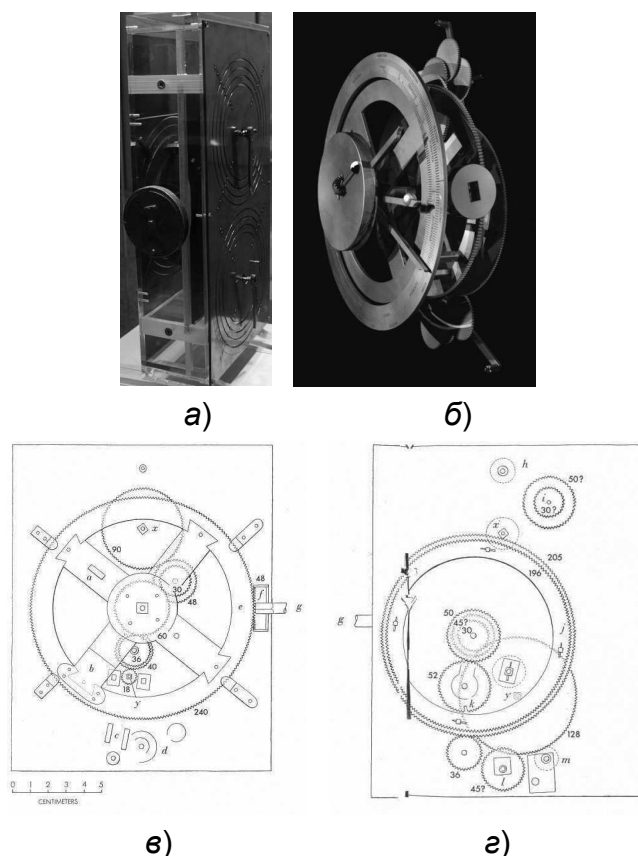 а)
б)
x
90
a
30
48
48
f
e
g
60
36
40
b
18
y
240
c
d
0 1 2 3 4 5
CENTIMETERS
h
50?
i
30?
x
205
196
50
45?
30
g
j
52
y
k
128
36
m
45?
l
в)
г)